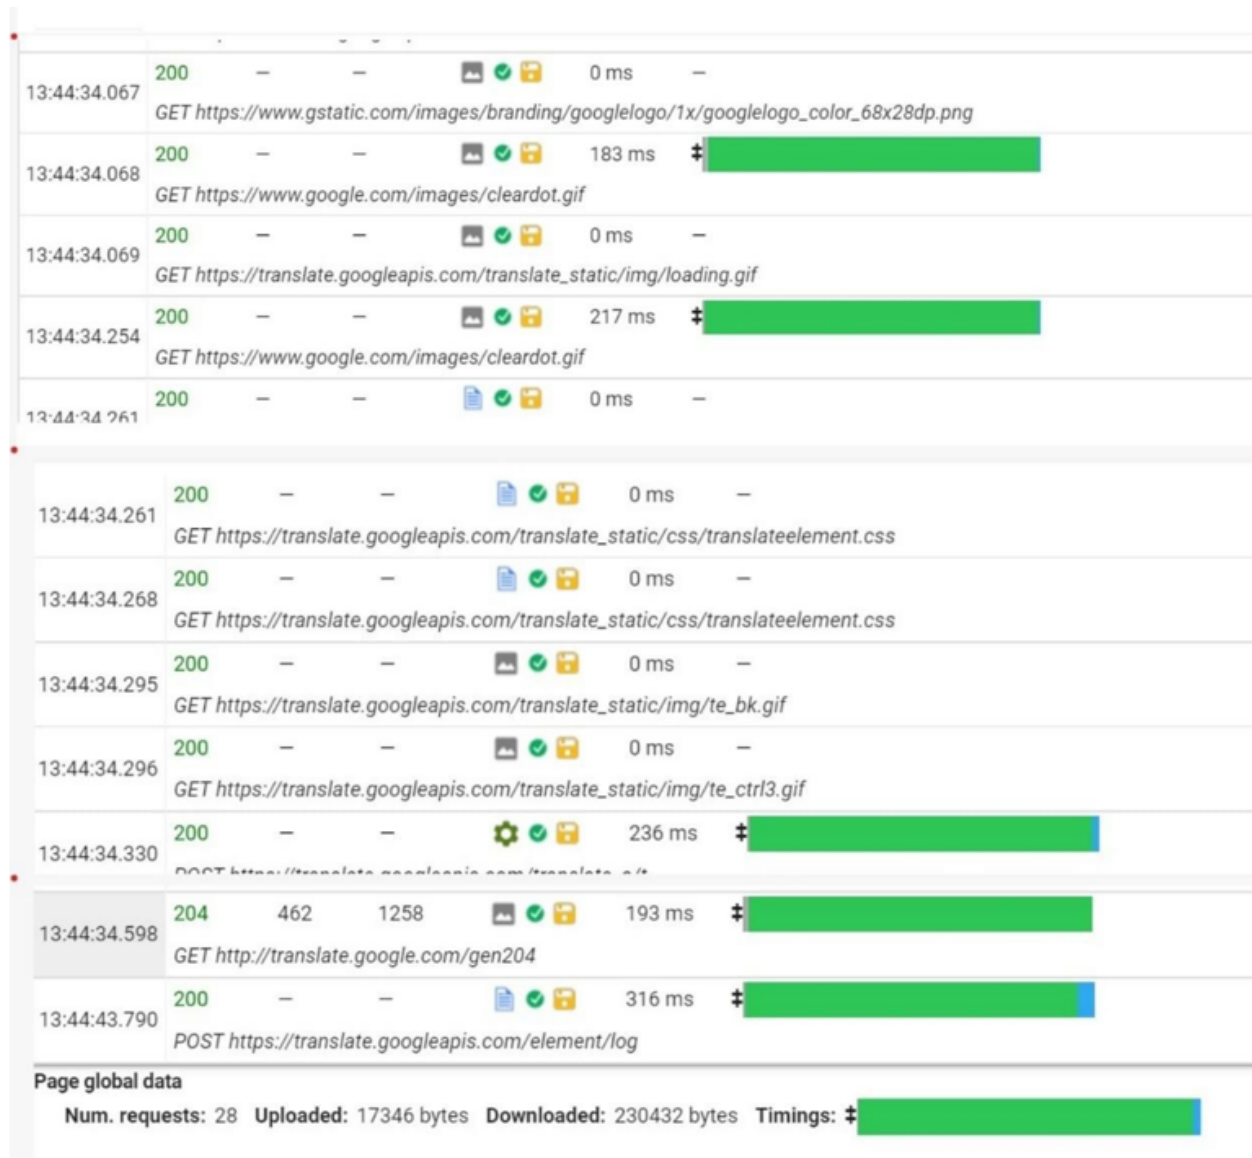 13:44:34.067 200 – – 0 ms –
GET https://www.gstatic.com/images/branding/googlelogo/1x/googlelogo_color_68x28dp.png
13:44:34.068 200 – – 183 ms
GET https://www.google.com/images/cleardot.gif
13:44:34.069 200 – – 0 ms –
GET https://translate.googleapis.com/translate_static/img/loading.gif
13:44:34.254 200 – – 217 ms
GET https://www.google.com/images/cleardot.gif
13:44:34.261 200 – – 0 ms –
13:44:34.261 200 – – 0 ms –
GET https://translate.googleapis.com/translate_static/css/translateelement.css
13:44:34.268 200 – – 0 ms –
GET https://translate.googleapis.com/translate_static/css/translateelement.css
13:44:34.295 200 – – 0 ms –
GET https://translate.googleapis.com/translate_static/img/te_bk.gif
13:44:34.296 200 – – 0 ms –
GET https://translate.googleapis.com/translate_static/img/te_ctrl3.gif
13:44:34.330 200 – – 236 ms
13:44:34.598 204 462 1258 193 ms
GET http://translate.google.com/gen204
13:44:43.790 200 – – 316 ms
POST https://translate.googleapis.com/element/log
Page global data
Num. requests: 28 Uploaded: 17346 bytes Downloaded: 230432 bytes Timings: